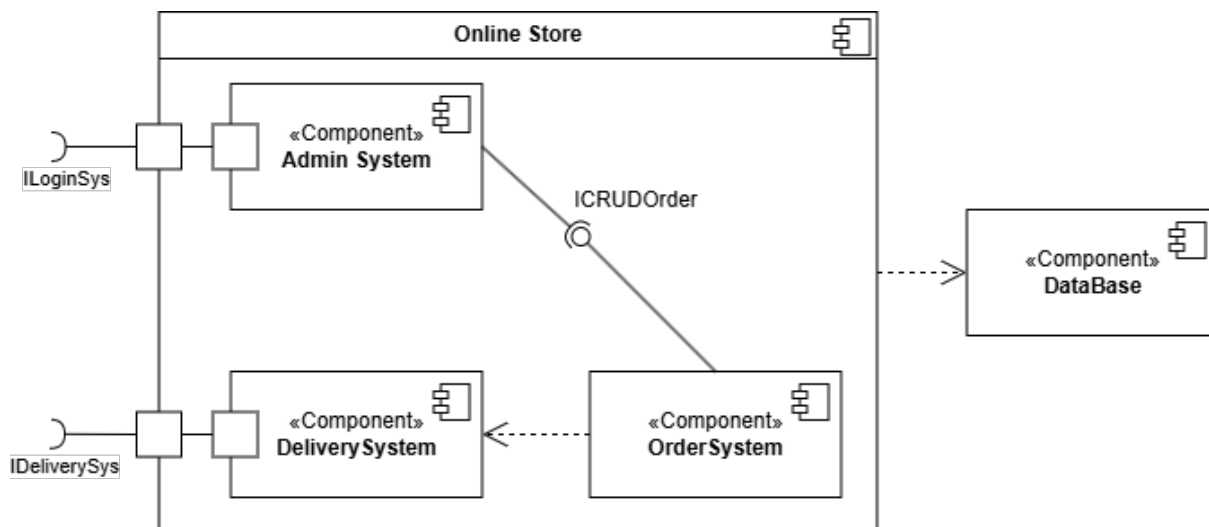 Online Store
«Component»
Admin System
ILoginSys
ICRUDOrder
«Component»
DataBase
«Component»
DeliverySystem
«Component»
OrderSystem
IDeliverySys